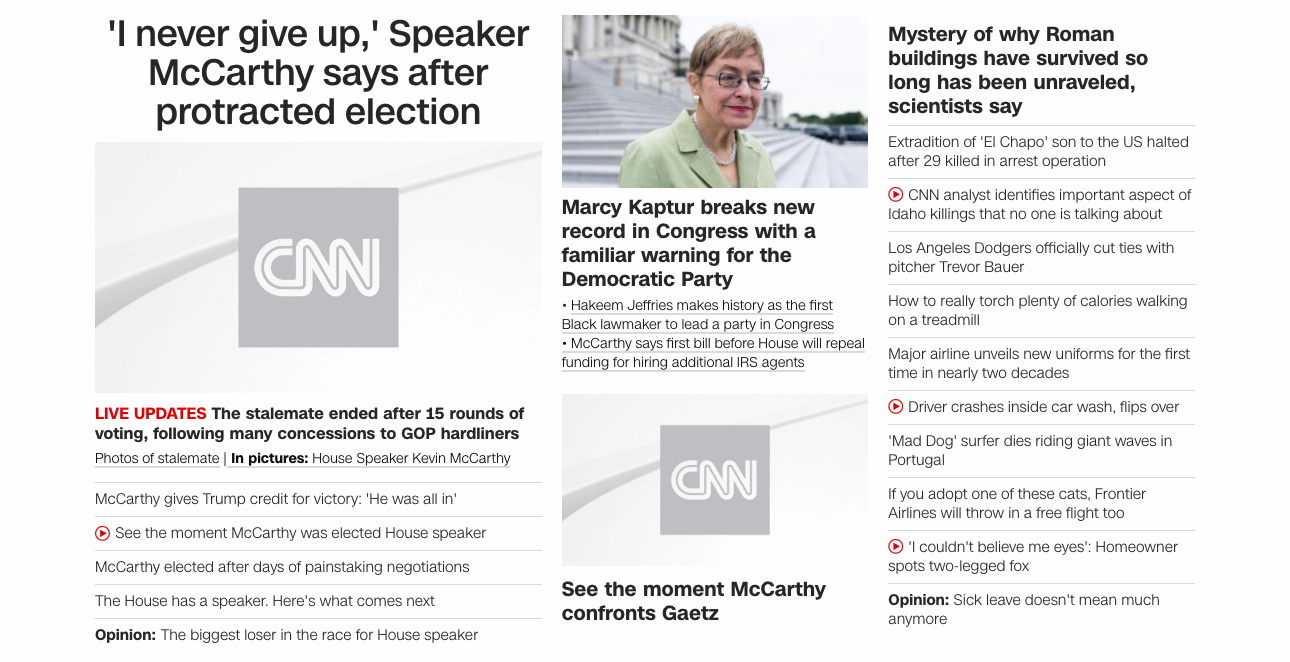 'I never give up,' Speaker
McCarthy says after
protracted election
CNN
LIVE UPDATES The stalemate ended after 15 rounds of
voting, following many concessions to GOP hardliners
Photos of stalemate | In pictures: House Speaker Kevin McCarthy
McCarthy gives Trump credit for victory: 'He was all in'
See the moment McCarthy was elected House speaker
McCarthy elected after days of painstaking negotiations
The House has a speaker. Here's what comes next
Opinion: The biggest loser in the race for House speaker
Marcy Kaptur breaks new
record in Congress with a
familiar warning for the
Democratic Party
• Hakeem Jeffries makes history as the first
Black lawmaker to lead a party in Congress
• McCarthy says first bill before House will repeal
funding for hiring additional IRS agents
CNN
See the moment McCarthy
confronts Gaetz
Mystery of why Roman
buildings have survived so
long has been unraveled,
scientists say
Extradition of 'El Chapo' son to the US halted
after 29 killed in arrest operation
CNN analyst identifies important aspect of
Idaho killings that no one is talking about
Los Angeles Dodgers officially cut ties with
pitcher Trevor Bauer
How to really torch plenty of calories walking
on a treadmill
Major airline unveils new uniforms for the first
time in nearly two decades
Driver crashes inside car wash, flips over
'Mad Dog' surfer dies riding giant waves in
Portugal
If you adopt one of these cats, Frontier
Airlines will throw in a free flight too
'I couldn't believe me eyes': Homeowner
spots two-legged fox
Opinion: Sick leave doesn't mean much
anymore